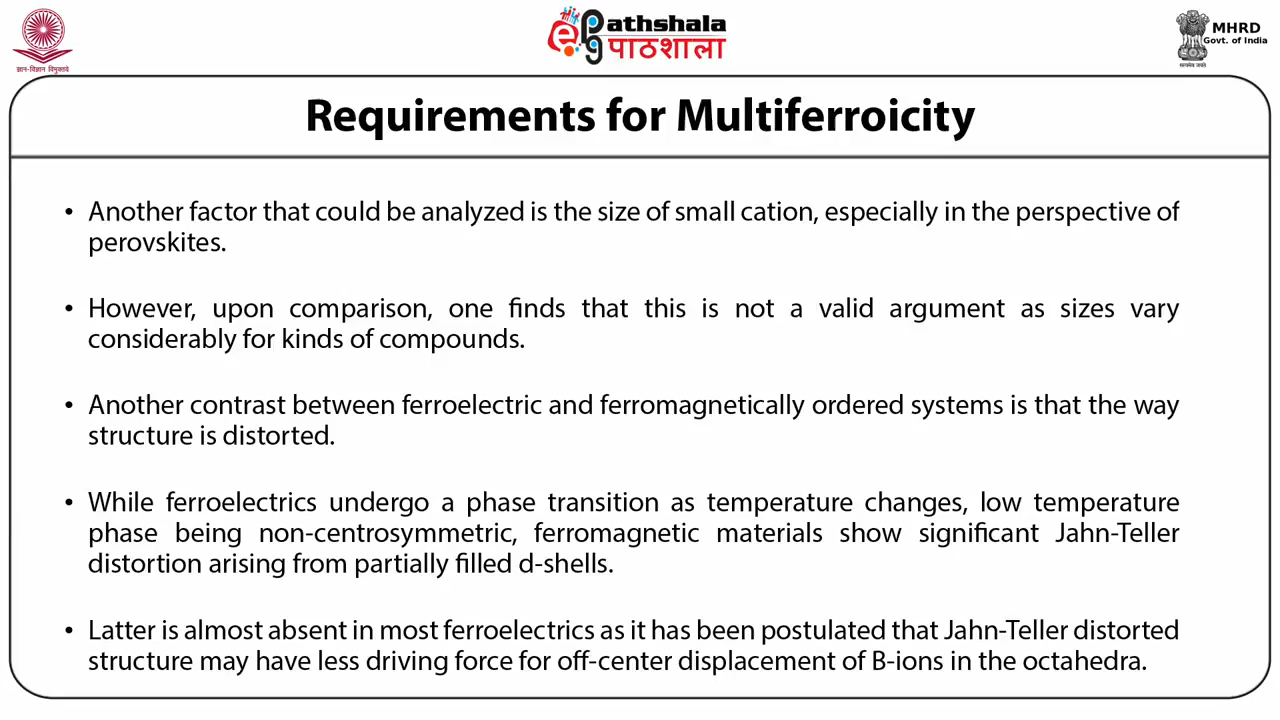 ज्ञान-विज्ञान विमुक्तये
ePg athshala
पाठशाला
MHRD
Govt. of India
सत्यमेव जयते
Requirements for Multiferroicity
• Another factor that could be analyzed is the size of small cation, especially in the perspective of
perovskites.
• However, upon comparison, one finds that this is not a valid argument as sizes vary
considerably for kinds of compounds.
• Another contrast between ferroelectric and ferromagnetically ordered systems is that the way
structure is distorted.
• While ferroelectrics undergo a phase transition as temperature changes, low temperature
phase being non-centrosymmetric, ferromagnetic materials show significant Jahn-Teller
distortion arising from partially filled d-shells.
• Latter is almost absent in most ferroelectrics as it has been postulated that Jahn-Teller distorted
structure may have less driving force for off-center displacement of B-ions in the octahedra.